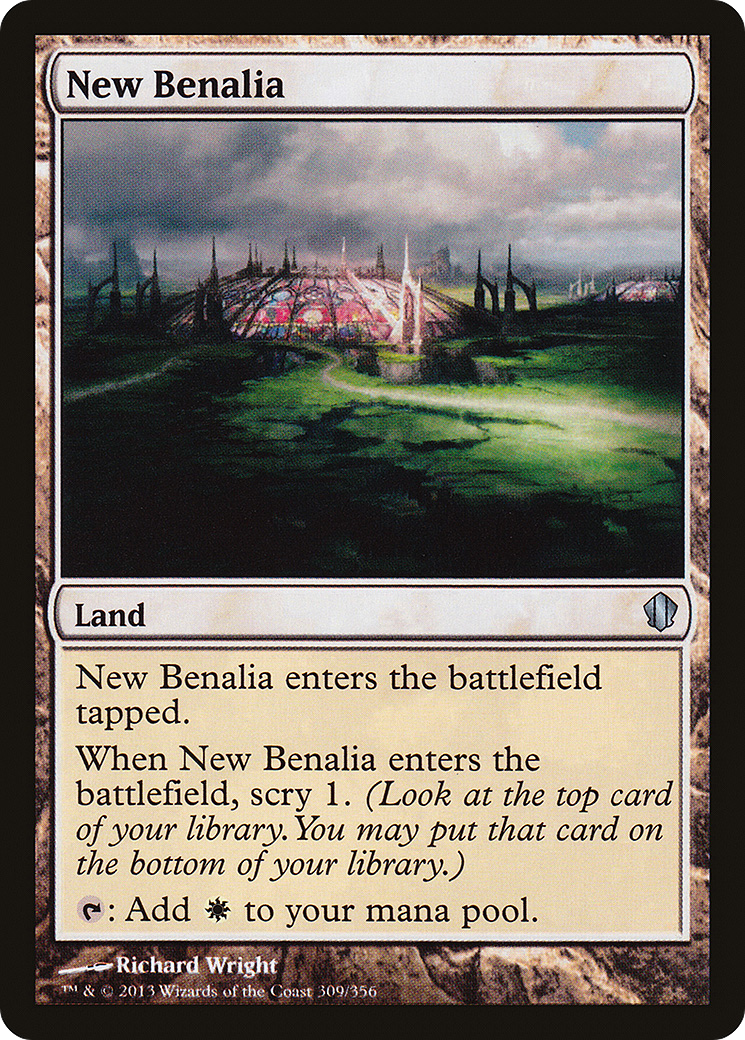 New Benalia
Land
New Benalia enters the battlefield
tapped.
When New Benalia enters the
battlefield, scry 1. (Look at the top card
of your library. You may put that card on
the bottom of your library.)
: Add to your mana pool.
Richard Wright
™ & © 2013 Wizards of the Coast 309/356